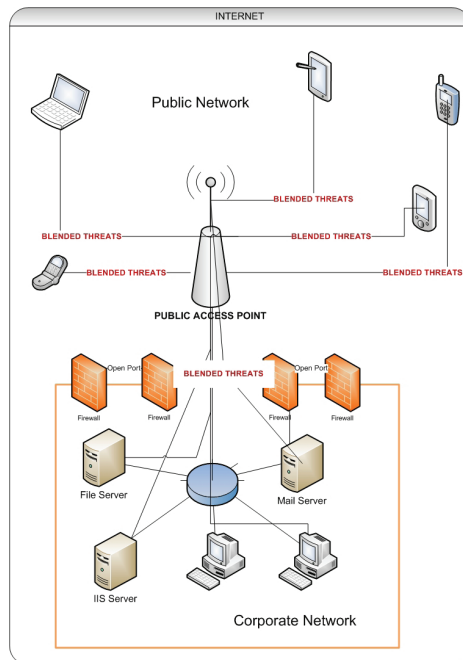 INTERNET
Public Network
BLENDED THREATS
BLENDED THREATS
BLENDED THREATS
BLENDED THREATS
BLENDED THREATS
PUBLIC ACCESS POINT
Open Port
BLENDED THREATS
Open Port
Firewall
Firewall
Firewall
Firewall
File Server
Mail Server
IIS Server
Corporate Network